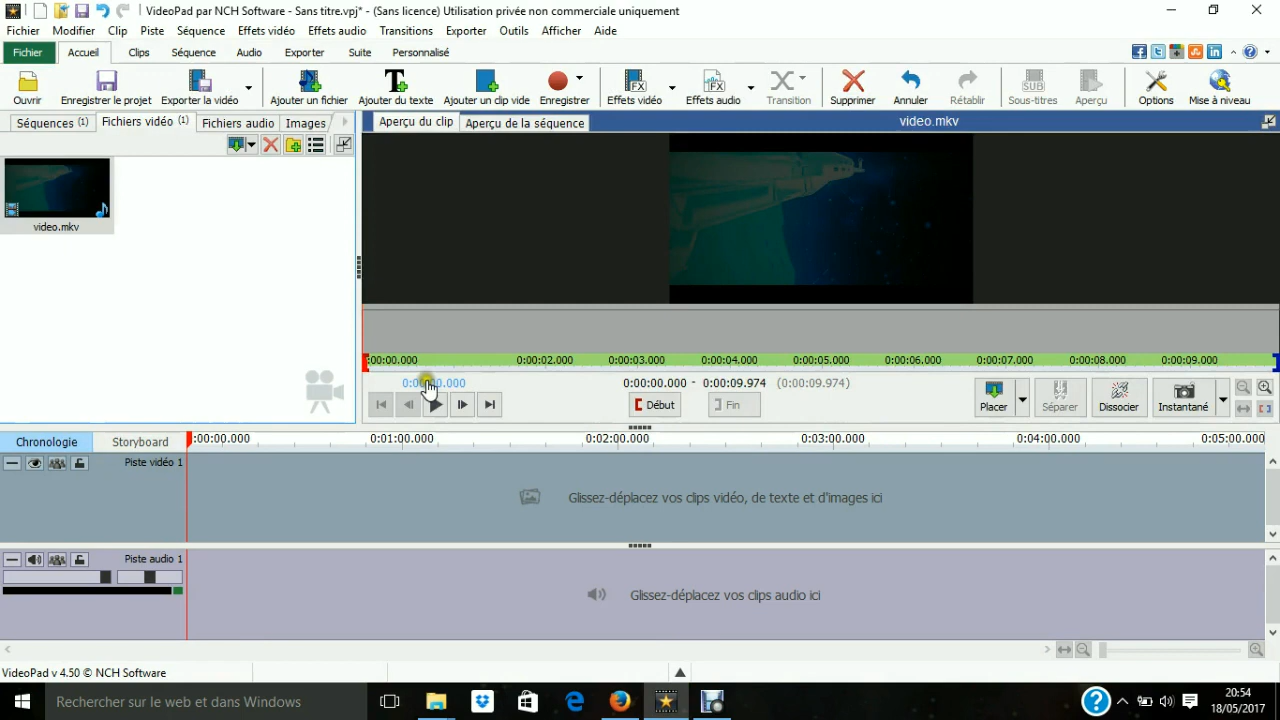 VideoPad par NCH Software - Sans titre.vpj* - (Sans licence) Utilisation privée non commerciale uniquement
Fichier Modifier Clip Piste Séquence Effets vidéo Effets audio Transitions Exporter Outils Afficher Aide
Fichier Accueil Clips Séquence Audio Exporter Suite Personnalisé
Ouvrir Enregistrer le projet Exporter la vidéo Ajouter un fichier Ajouter du texte Ajouter un clip vide Enregistrer Effets vidéo Effets audio Transition Supprimer Annuler Rétablir Sous-titres Aperçu Options Mise à niveau
Séquences (1) Fichiers vidéo (1) Fichiers audio Images Aperçu du clip Aperçu de la séquence video.mkv
video.mkv
:00:00.000 0:00:02.000 0:00:03.000 0:00:04.000 0:00:05.000 0:00:06.000 0:00:07.000 0:00:08.000 0:00:09.000
0:00:00.000 0:00:00.000 - 0:00:09.974 (0:00:09.974)
Début Fin Placer Séparer Dissocier Instantané
Chronologie Storyboard :00:00.000 0:01:00.000 0:02:00.000 0:03:00.000 0:04:00.000 0:05:00.000
Piste vidéo 1
Glissez-déplacez vos clips vidéo, de texte et d'images ici
Piste audio 1
Glissez-déplacez vos clips audio ici
VideoPad v 4.50 © NCH Software
Rechercher sur le web et dans Windows
20:54
18/05/2017